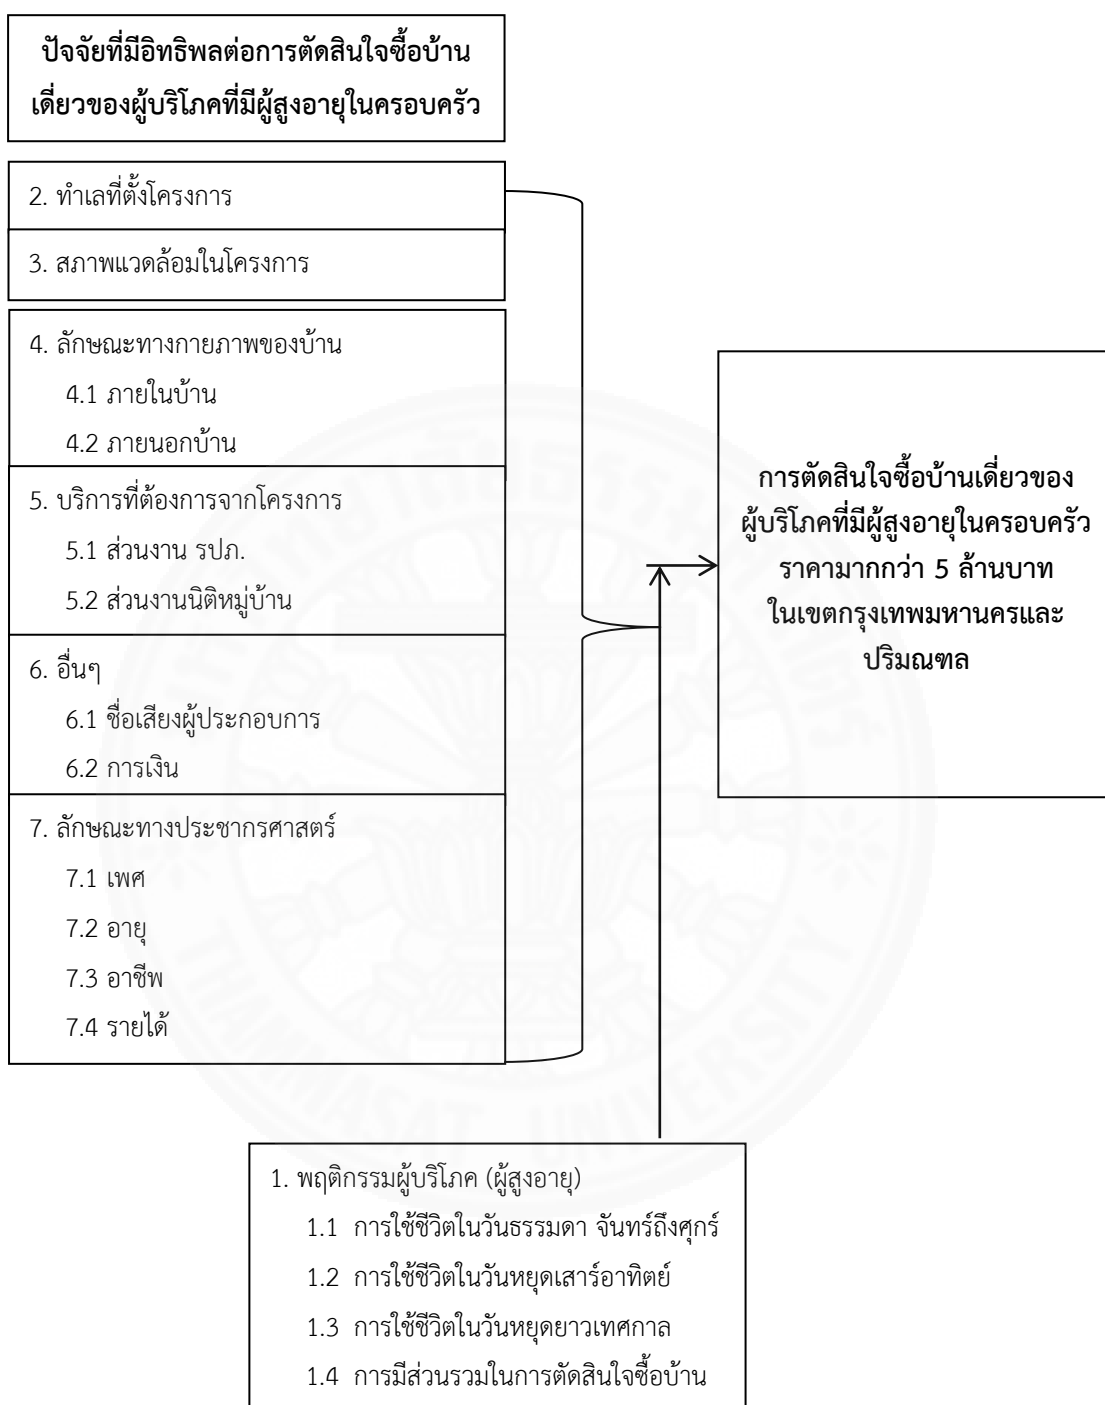 ปัจจัยที่มีอิทธิพลต่อการตัดสินใจซื้อบ้าน
เดี่ยวของผู้บริโภคที่มีผู้สูงอายุในครอบครัว
2. ทำเลที่ตั้งโครงการ
3. สภาพแวดล้อมในโครงการ
4. ลักษณะทางกายภาพของบ้าน
4.1 ภายในบ้าน
4.2 ภายนอกบ้าน
5. บริการที่ต้องการจากโครงการ
5.1 ส่วนงาน รปภ.
5.2 ส่วนงานนิติหมู่บ้าน
6. อื่นๆ
6.1 ชื่อเสียงผู้ประกอบการ
6.2 การเงิน
7. ลักษณะทางประชากรศาสตร์
7.1 เพศ
7.2 อายุ
7.3 อาชีพ
7.4 รายได้
การตัดสินใจซื้อบ้านเดี่ยวของ
ผู้บริโภคที่มีผู้สูงอายุในครอบครัว
ราคามากกว่า 5 ล้านบาท
ในเขตกรุงเทพมหานครและ
ปริมณฑล
1. พฤติกรรมผู้บริโภค (ผู้สูงอายุ)
1.1 การใช้ชีวิตในวันธรรมดา จันทร์ถึงศุกร์
1.2 การใช้ชีวิตในวันหยุดเสาร์อาทิตย์
1.3 การใช้ชีวิตในวันหยุดยาวเทศกาล
1.4 การมีส่วนรวมในการตัดสินใจซื้อบ้าน
THAMMASAT UNIVERSITY